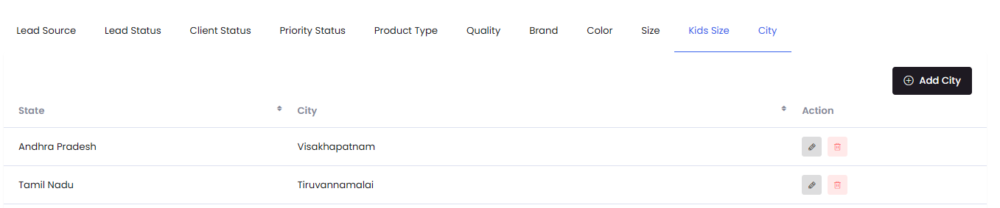 Lead Source Lead Status Client Status Priority Status Product Type Quality Brand Color Size Kids Size City
Add City
State City Action
Andhra Pradesh Visakhapatnam
Tamil Nadu Tiruvannamalai